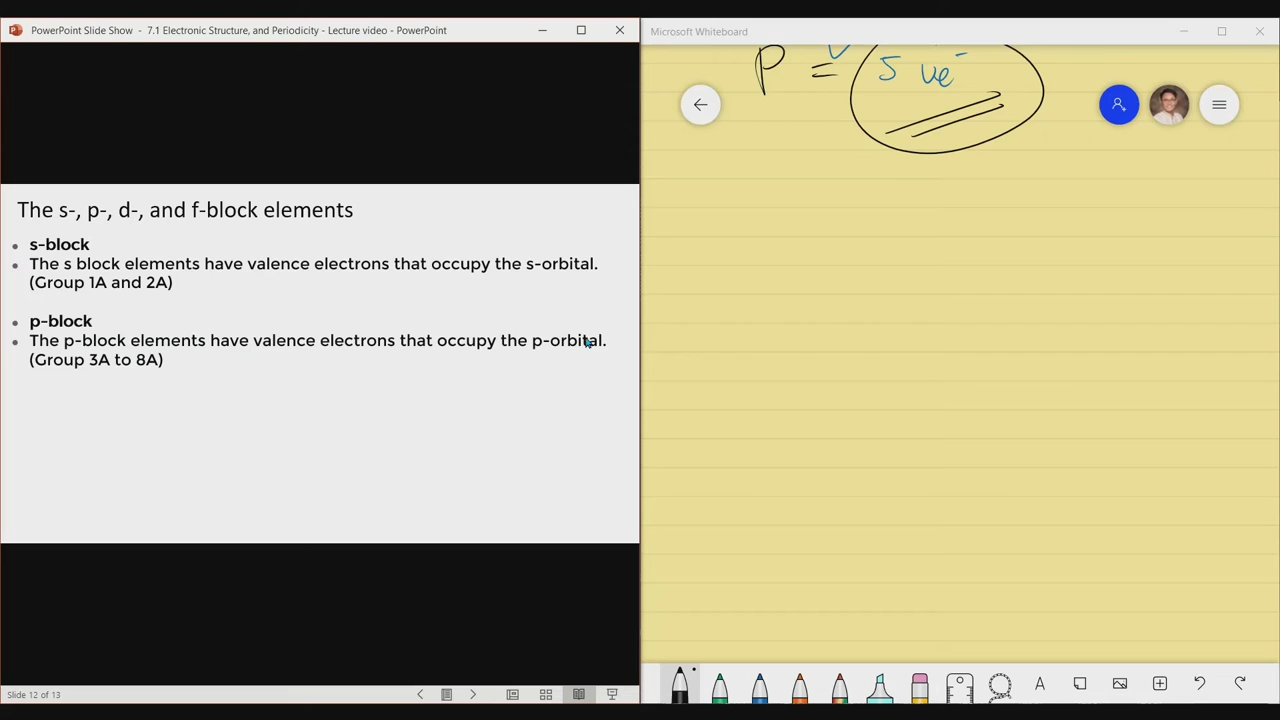 PowerPoint Slide Show - 7.1 Electronic Structure, and Periodicity - Lecture video - PowerPoint
The s-, p-, d-, and f-block elements
• s-block
• The s block elements have valence electrons that occupy the s-orbital.
(Group 1A and 2A)
• p-block
• The p-block elements have valence electrons that occupy the p-orbital.
(Group 3A to 8A)
Slide 12 of 13
Microsoft Whiteboard
P = 5 ve⁻
A